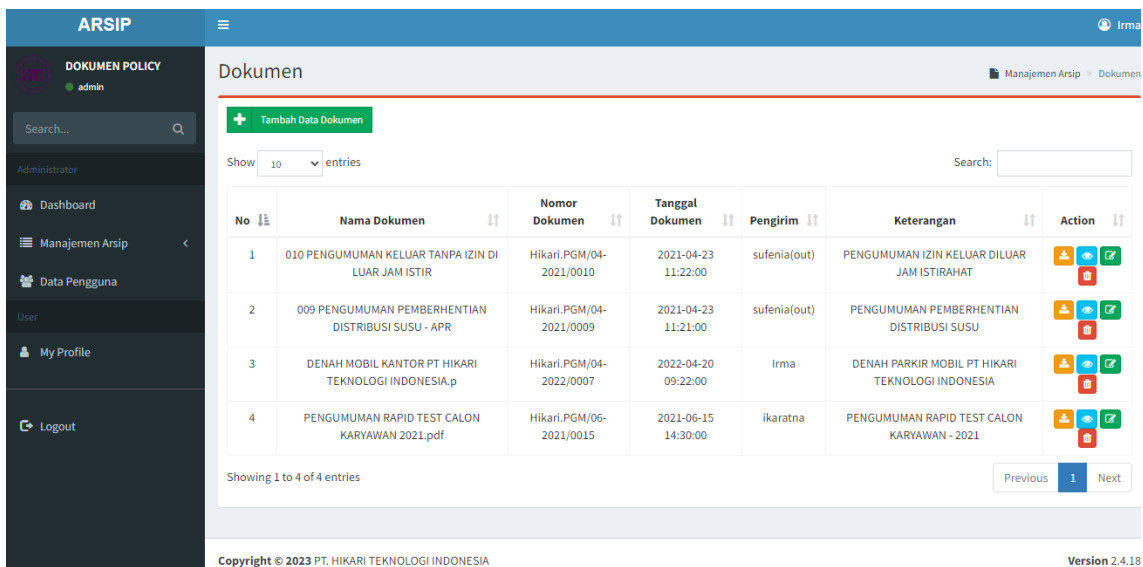 ARSIP
Irma
DOKUMEN POLICY
admin
Search...
Administrator
Dashboard
Manajemen Arsip
Data Pengguna
User
My Profile
Logout
Dokumen
Manajemen Arsip
Dokumen
Tambah Data Dokumen
Show 10 entries
Search:
No
Nama Dokumen
Nomor
Dokumen
Tanggal
Dokumen
Pengirim
Keterangan
Action
1
010 PENGUMUMAN KELUAR TANPA IZIN DI
LUAR JAM ISTIR
Hikari.PGM/04-
2021/0010
2021-04-23
11:22:00
sufenia(out)
PENGUMUMAN IZIN KELUAR DILUAR
JAM ISTIRAHAT
2
009 PENGUMUMAN PEMBERHENTIAN
DISTRIBUSI SUSU - APR
Hikari.PGM/04-
2021/0009
2021-04-23
11:21:00
sufenia(out)
PENGUMUMAN PEMBERHENTIAN
DISTRIBUSI SUSU
3
DENAH MOBIL KANTOR PT HIKARI
TEKNOLOGI INDONESIA.p
Hikari.PGM/04-
2022/0007
2022-04-20
09:22:00
Irma
DENAH PARKIR MOBIL PT HIKARI
TEKNOLOGI INDONESIA
4
PENGUMUMAN RAPID TEST CALON
KARYAWAN 2021.pdf
Hikari.PGM/06-
2021/0015
2021-06-15
14:30:00
ikaratna
PENGUMUMAN RAPID TEST CALON
KARYAWAN - 2021
Showing 1 to 4 of 4 entries
Previous 1 Next
Copyright © 2023 PT. HIKARI TEKNOLOGI INDONESIA
Version 2.4.18